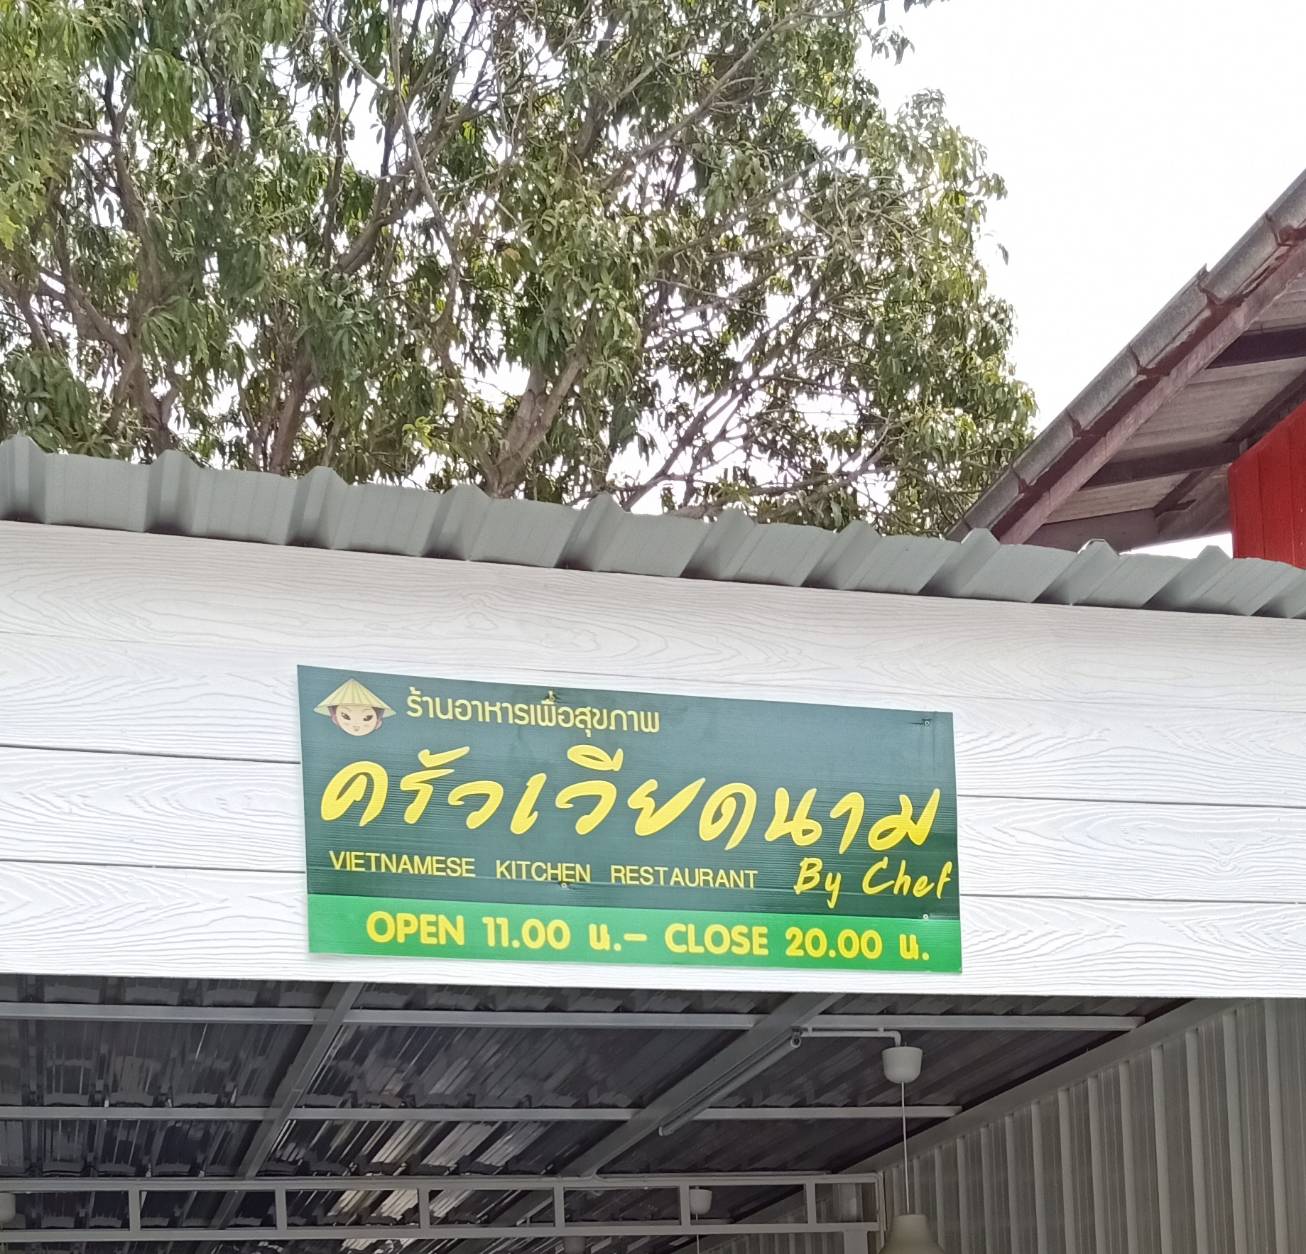 ร้านอาหารเพื่อสุขภาพ
ครัวเวียดนาม
VIETNAMESE KITCHEN RESTAURANT By Chef
OPEN 11.00 น.– CLOSE 20.00 น.